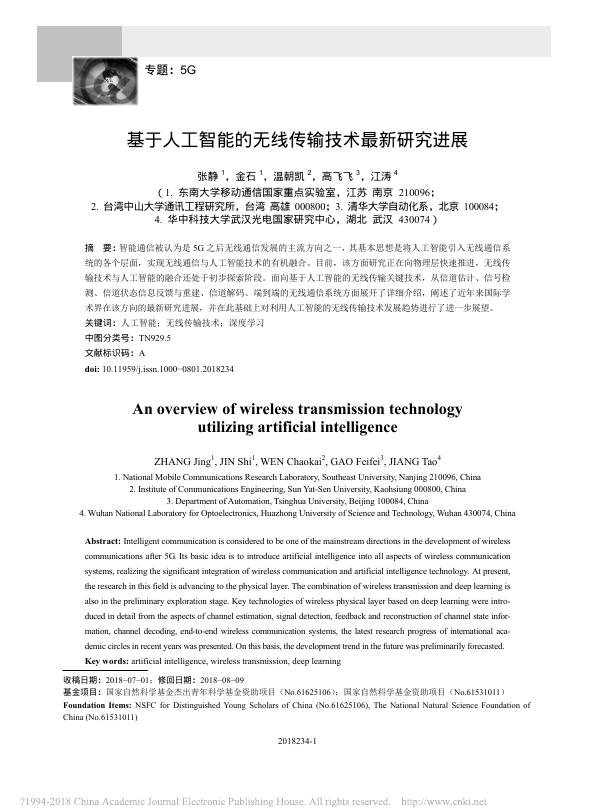 专题：5G
基于人工智能的无线传输技术最新研究进展
张静 1，金石 1，温朝凯 2，高飞飞 3，江涛 4
（1. 东南大学移动通信国家重点实验室，江苏 南京 210096；
2. 台湾中山大学通讯工程研究所，台湾 高雄 000800；3. 清华大学自动化系，北京 100084；
4. 华中科技大学武汉光电国家研究中心，湖北 武汉 430074）
摘 要：智能通信被认为是 5G 之后无线通信发展的主流方向之一，其基本思想是将人工智能引入无线通信系
统的各个层面，实现无线通信与人工智能技术的有机融合。目前，该方面研究正在向物理层快速推进，无线传
输技术与人工智能的融合还处于初步探索阶段。面向基于人工智能的无线传输关键技术，从信道估计、信号检
测、信道状态信息反馈与重建、信道解码、端到端的无线通信系统方面展开了详细介绍，阐述了近年来国际学
术界在该方向的最新研究进展，并在此基础上对利用人工智能的无线传输技术发展趋势进行了进一步展望。
关键词：人工智能；无线传输技术；深度学习
中图分类号：TN929.5
文献标识码：A
doi: 10.11959/j.issn.1000−0801.2018234
An overview of wireless transmission technology
utilizing artificial intelligence
ZHANG Jing1, JIN Shi1, WEN Chaokai2, GAO Feifei3, JIANG Tao4
1. National Mobile Communications Research Laboratory, Southeast University, Nanjing 210096, China
2. Institute of Communications Engineering, Sun Yat-Sen University, Kaohsiung 000800, China
3. Department of Automation, Tsinghua University, Beijing 100084, China
4. Wuhan National Laboratory for Optoelectronics, Huazhong University of Science and Technology, Wuhan 430074, China
Abstract: Intelligent communication is considered to be one of the mainstream directions in the development of wireless
communications after 5G. Its basic idea is to introduce artificial intelligence into all aspects of wireless communication
systems, realizing the significant integration of wireless communication and artificial intelligence technology. At present,
the research in this field is advancing to the physical layer. The combination of wireless transmission and deep learning is
also in the preliminary exploration stage. Key technologies of wireless physical layer based on deep learning were intro-
duced in detail from the aspects of channel estimation, signal detection, feedback and reconstruction of channel state infor-
mation, channel decoding, end-to-end wireless communication systems, the latest research progress of international aca-
demic circles in recent years was presented. On this basis, the development trend in the future was preliminarily forecasted.
Key words: artificial intelligence, wireless transmission, deep learning
收稿日期：2018−07−01；修回日期：2018−08−09
基金项目：国家自然科学基金杰出青年科学基金资助项目（No.61625106）；国家自然科学基金资助项目（No.61531011）
Foundation Items: NSFC for Distinguished Young Scholars of China (No.61625106), The National Natural Science Foundation of
China (No.61531011)
2018234-1
?1994-2018 China Academic Journal Electronic Publishing House. All rights reserved. http://www.cnki.net